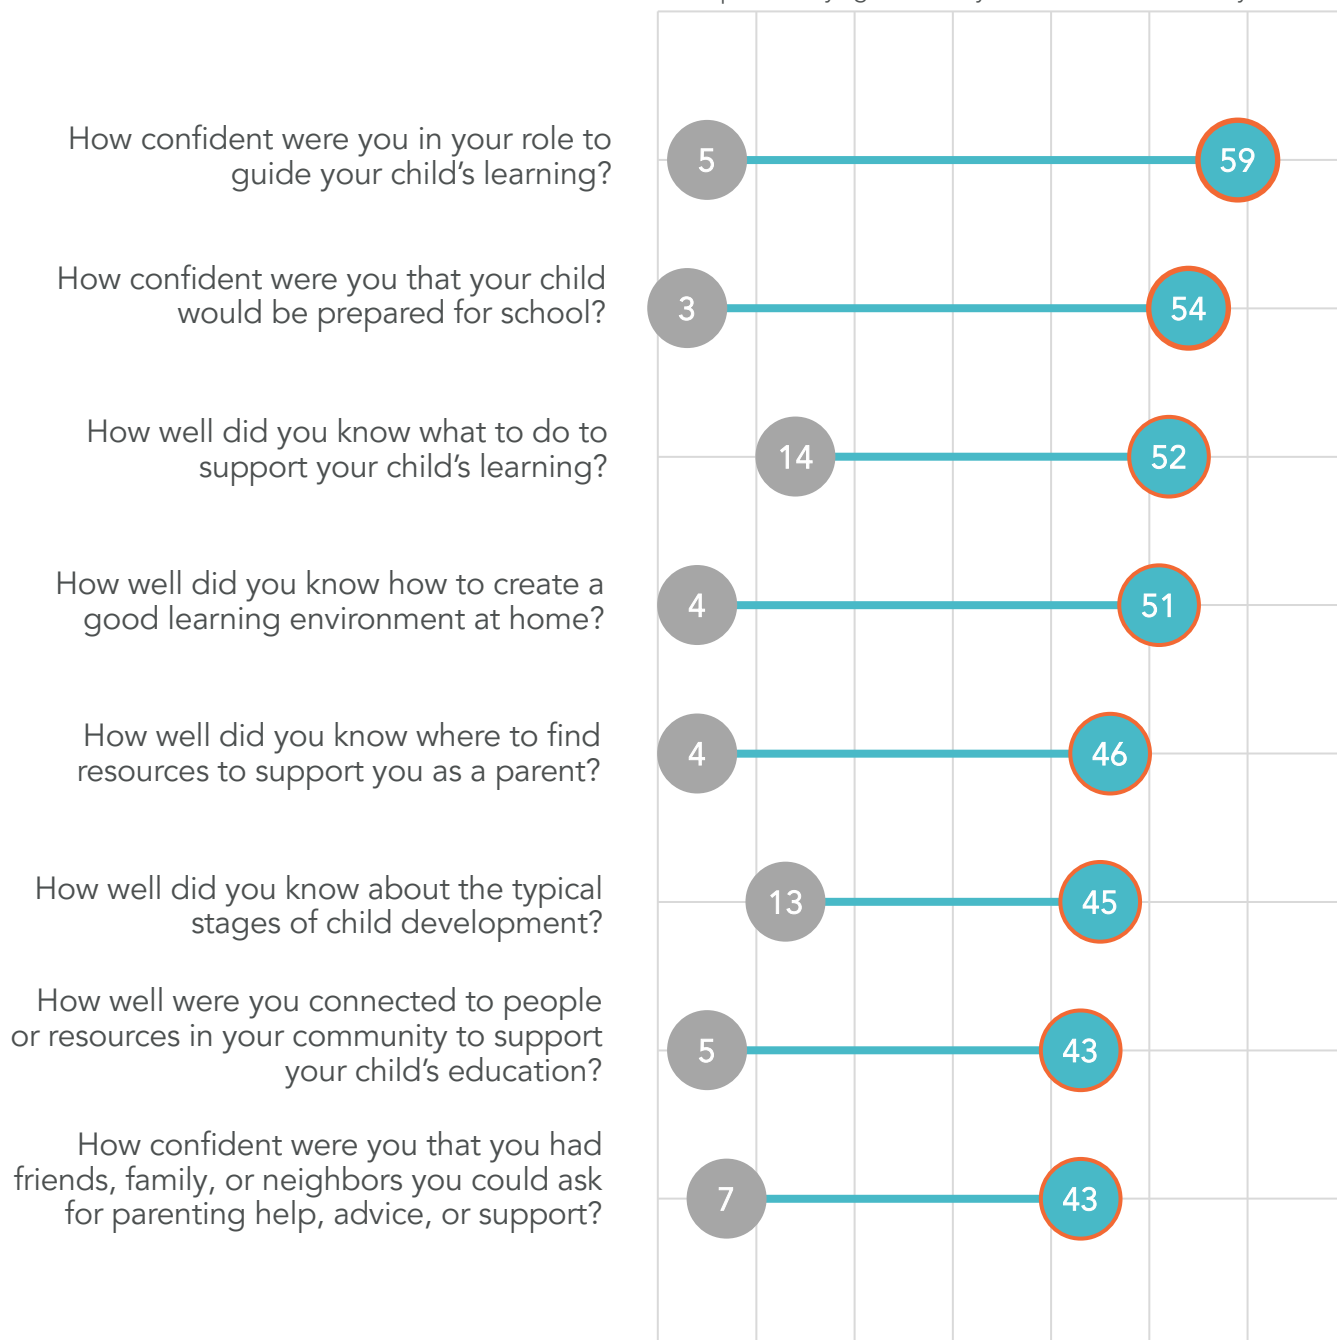 How confident were you in your role to
guide your child's learning?
5
59
How confident were you that your child
would be prepared for school?
3
54
How well did you know what to do to
support your child's learning?
14
52
How well did you know how to create a
good learning environment at home?
4
51
How well did you know where to find
resources to support you as a parent?
4
46
How well did you know about the typical
stages of child development?
13
45
How well were you connected to people
or resources in your community to support
your child's education?
5
43
How confident were you that you had
friends, family, or neighbors you could ask
for parenting help, advice, or support?
7
43